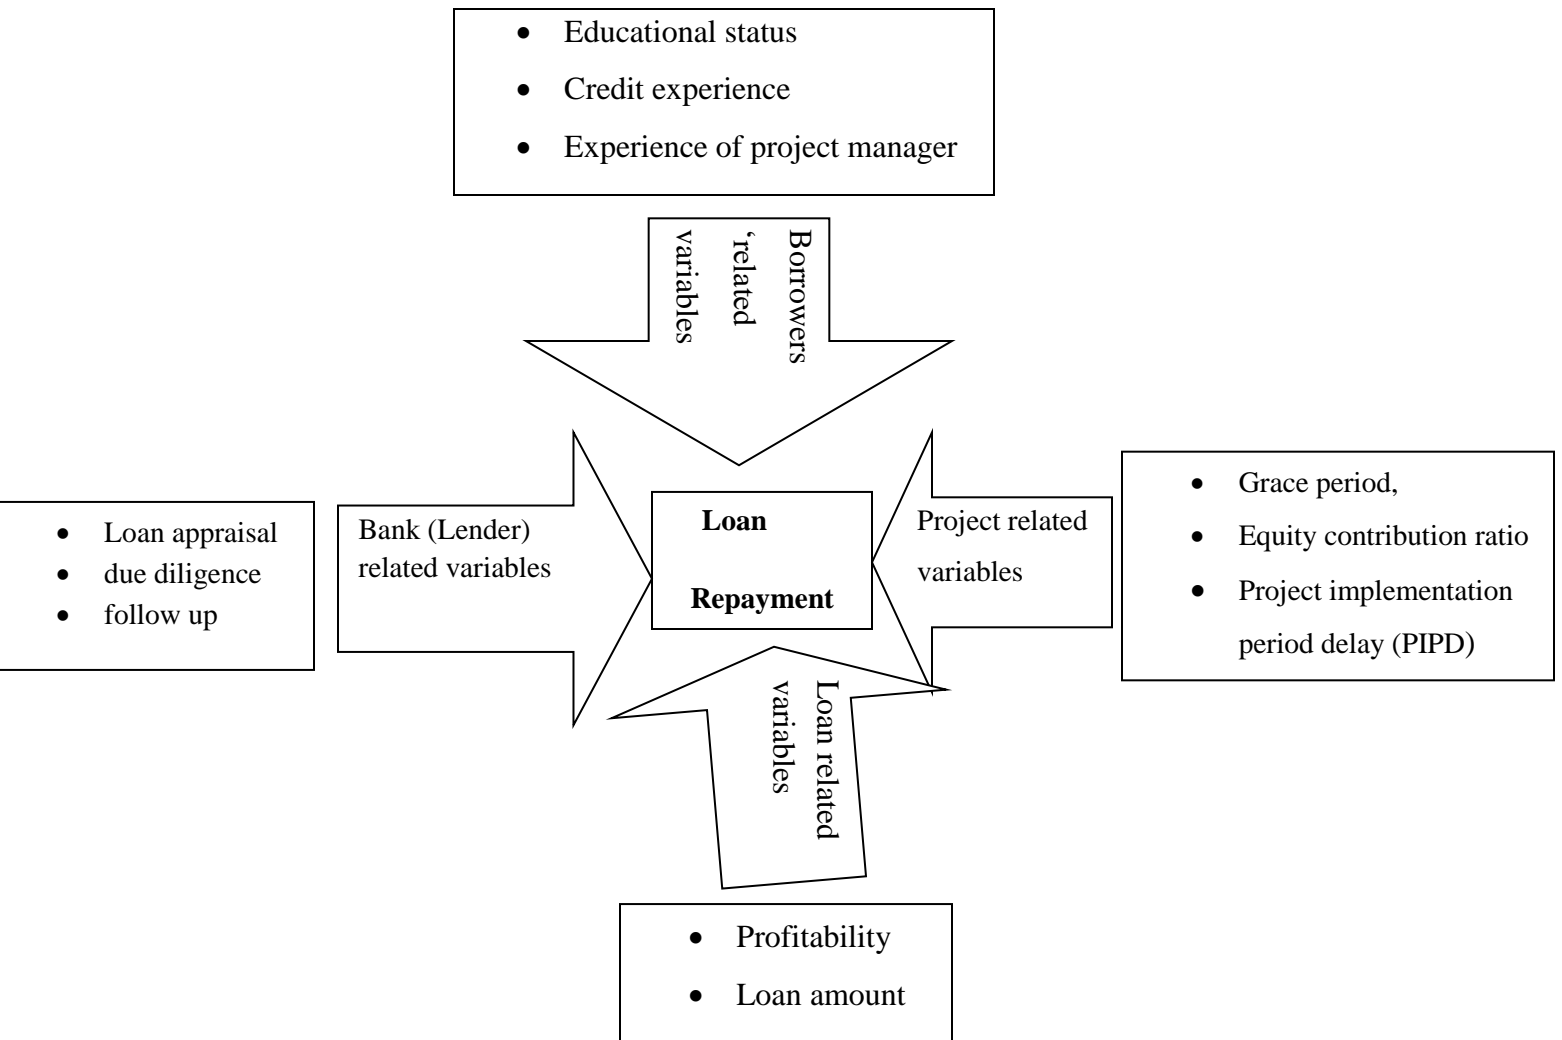 • Educational status
• Credit experience
• Experience of project manager
Borrowers
‘related
variables
• Loan appraisal
• due diligence
• follow up
Bank (Lender)
related variables
Loan
Repayment
Project related
variables
• Grace period,
• Equity contribution ratio
• Project implementation
period delay (PIPD)
Loan related
variables
• Profitability
• Loan amount